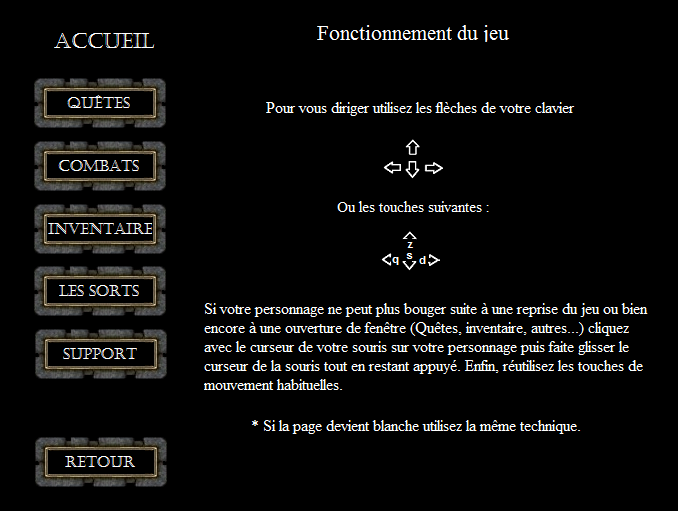 ACCUEIL
QUÊTES
COMBATS
INVENTAIRE
LES SORTS
SUPPORT
RETOUR
Fonctionnement du jeu
Pour vous diriger utilisez les flèches de votre clavier
Ou les touches suivantes :
z
q s d
Si votre personnage ne peut plus bouger suite à une reprise du jeu ou bien
encore à une ouverture de fenêtre (Quêtes, inventaire, autres...) cliquez
avec le curseur de votre souris sur votre personnage puis faite glisser le
curseur de la souris tout en restant appuyé. Enfin, réutilisez les touches de
mouvement habituelles.
* Si la page devient blanche utilisez la même technique.